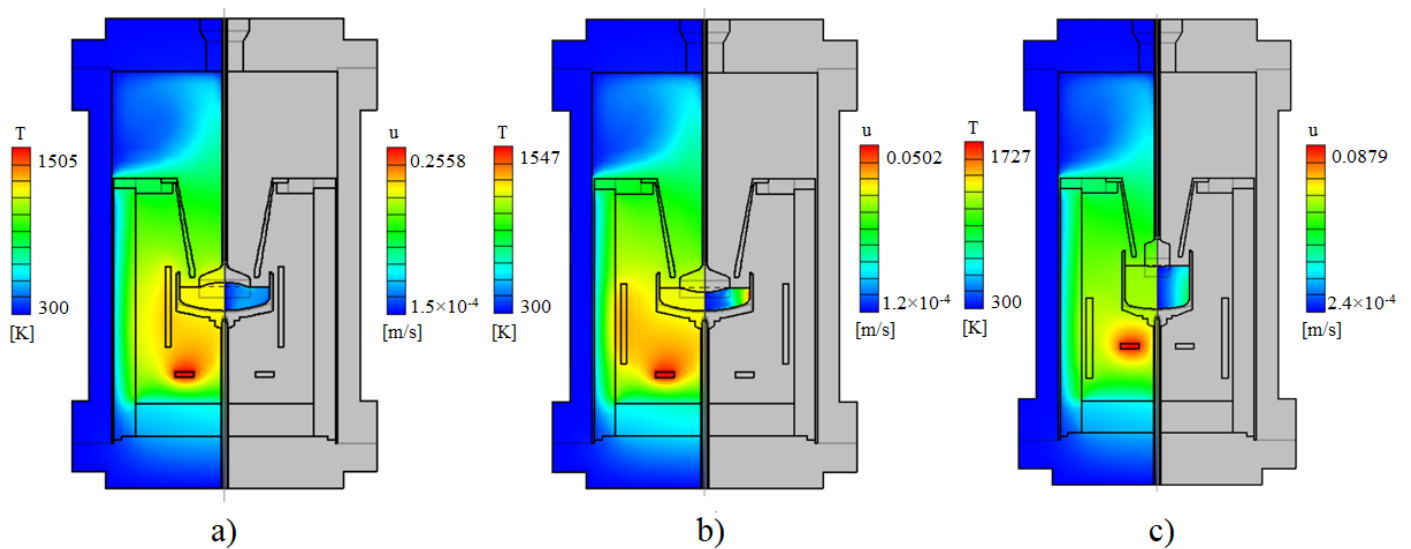 T
1505
300
[K]
u
0.2558
1.5×10⁻⁴
[m/s]
a)
T
1547
300
[K]
u
0.0502
1.2×10⁻⁴
[m/s]
b)
T
1727
300
[K]
u
0.0879
2.4×10⁻⁴
[m/s]
c)